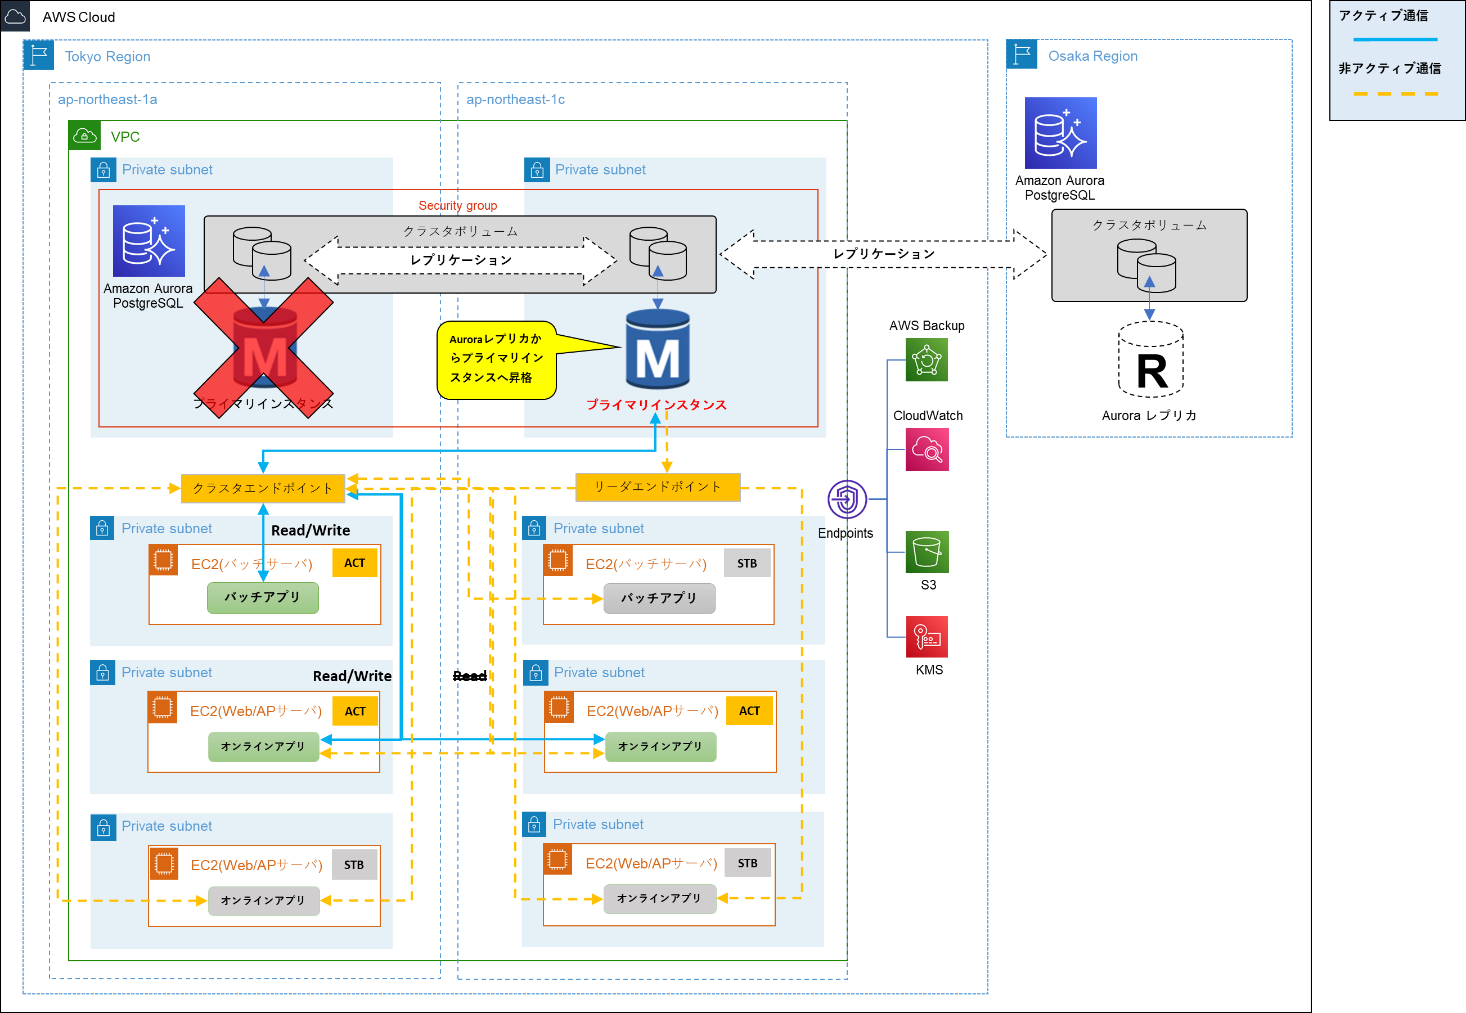 AWS Cloud
アクティブ通信
非アクティブ通信
Tokyo Region
Osaka Region
ap-northeast-1a
ap-northeast-1c
VPC
Private subnet
Private subnet
Security group
Amazon Aurora
PostgreSQL
クラスタボリューム
レプリケーション
レプリケーション
Amazon Aurora
PostgreSQL
クラスタボリューム
M
プライマリインスタンス
Auroraレプリカか
らプライマリイン
スタンスへ昇格
M
プライマリインスタンス
R
Aurora レプリカ
AWS Backup
CloudWatch
Endpoints
S3
KMS
クラスタエンドポイント
リーダエンドポイント
Private subnet
Read/Write
EC2(バッチサーバ)
ACT
バッチアプリ
Private subnet
EC2(バッチサーバ)
STB
バッチアプリ
Private subnet
Read/Write
Read
EC2(Web/APサーバ)
ACT
オンラインアプリ
Private subnet
EC2(Web/APサーバ)
ACT
オンラインアプリ
Private subnet
EC2(Web/APサーバ)
STB
オンラインアプリ
Private subnet
EC2(Web/APサーバ)
STB
オンラインアプリ